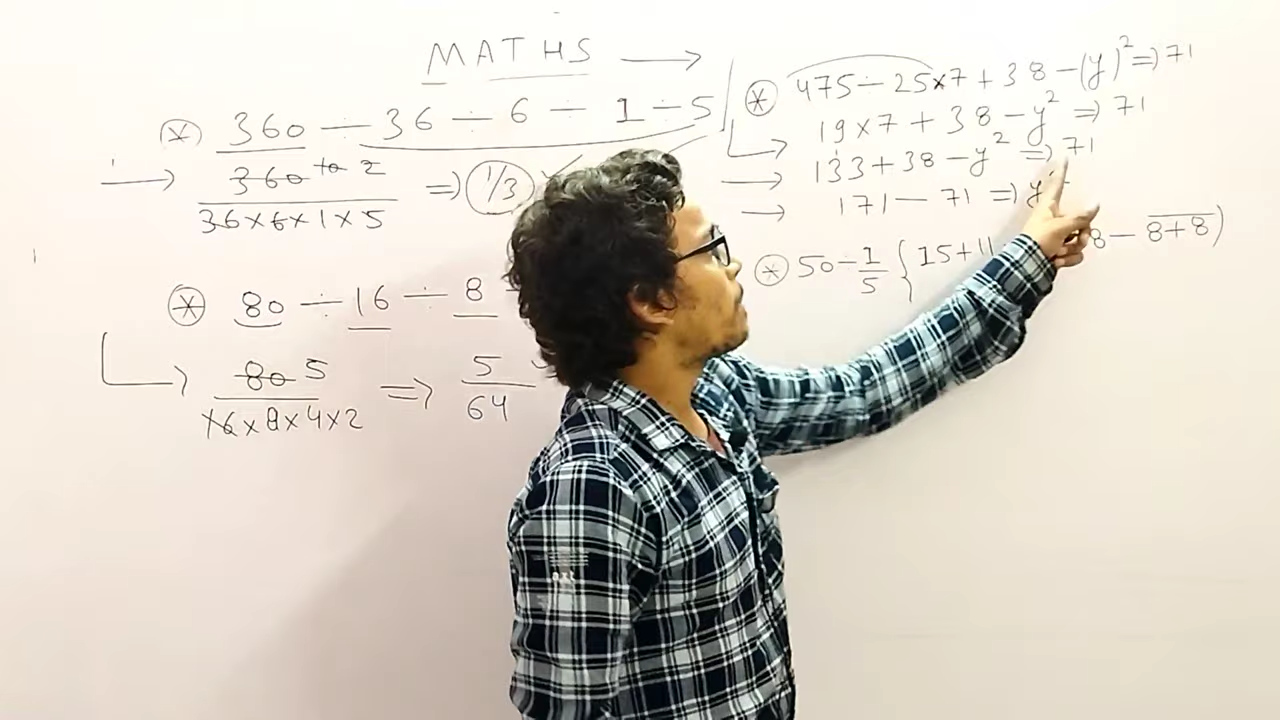 MATHS →
* 360 ÷ 36 ÷ 6 ÷ 1 ÷ 5
→ 360 to 2 / 36×6×1×5 ⇒ 1/3
* 80 ÷ 16 ÷ 8
→ 80 5 / 16×8×4×2 ⇒ 5/64
* 475 ÷ 25×7 + 38 − (y)² ⇒ 71
→ 19×7 + 38 − y² ⇒ 71
→ 133 + 38 − y² ⇒ 71
→ 171 − 71 ⇒ y
* 50 − 1/5 { 15+11 8 − 8+8 )